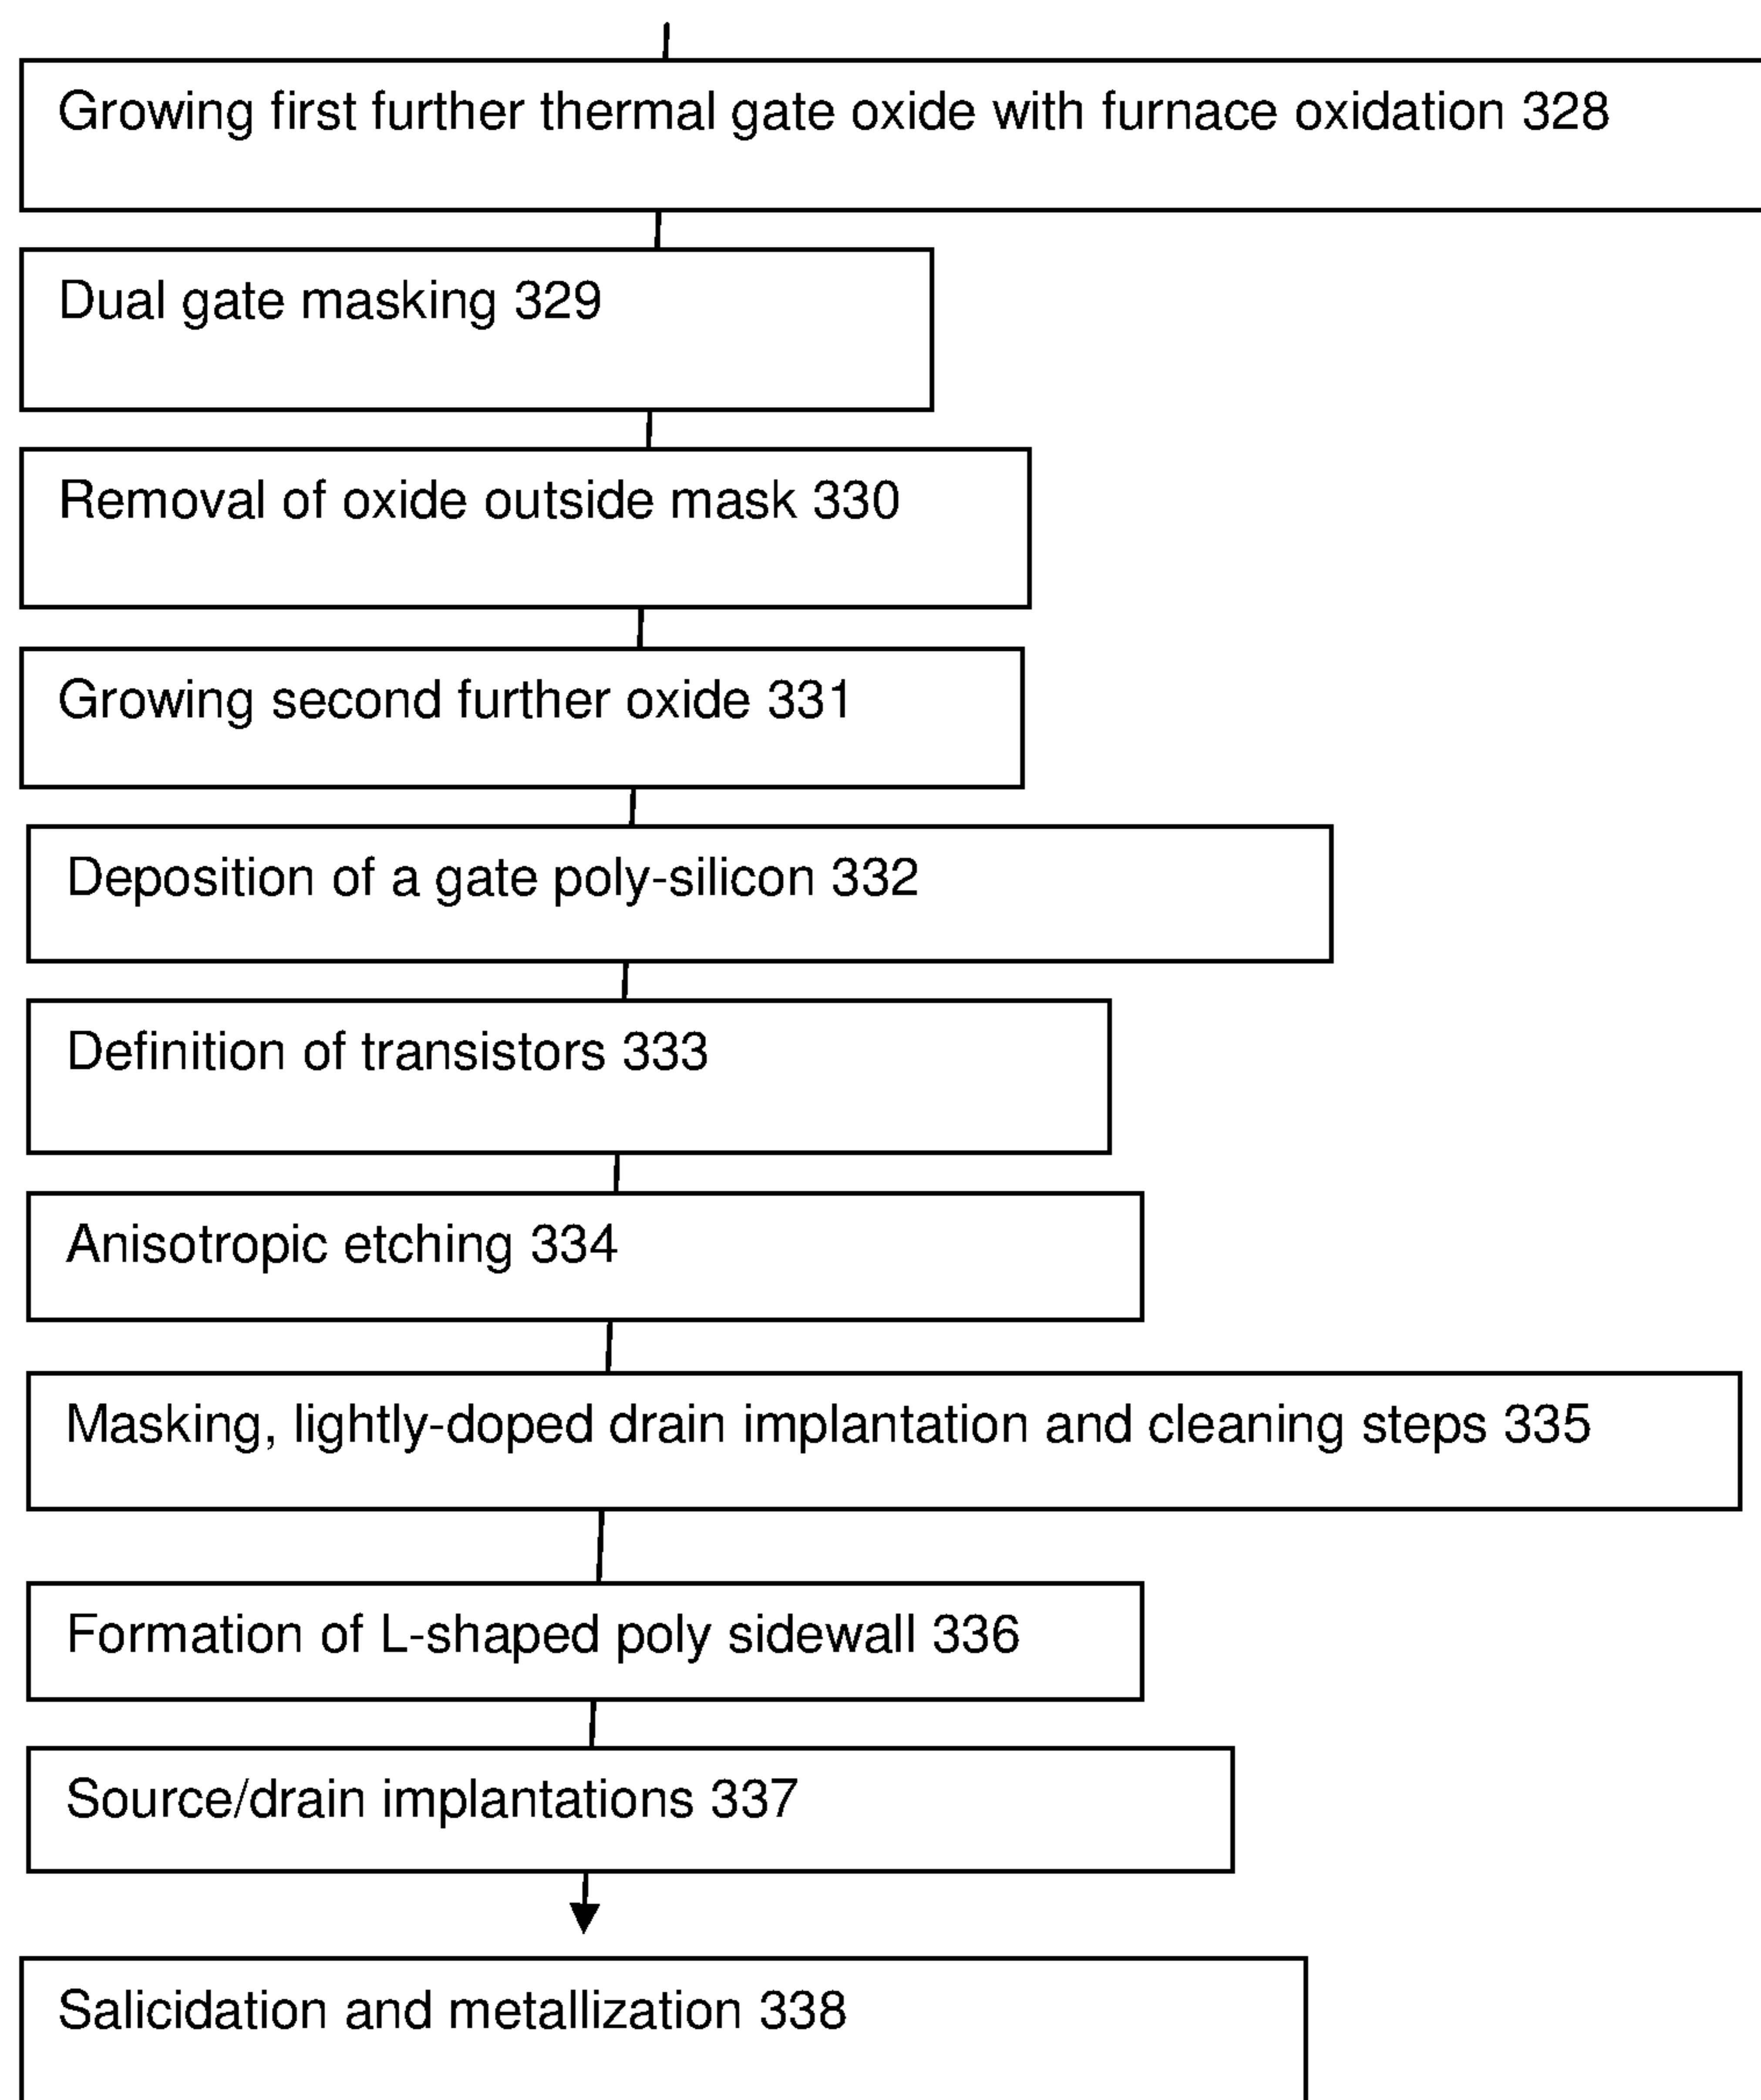 Growing first further thermal gate oxide with furnace oxidation 328
Dual gate masking 329
Removal of oxide outside mask 330
Growing second further oxide 331
Deposition of a gate poly-silicon 332
Definition of transistors 333
Anisotropic etching 334
Masking, lightly-doped drain implantation and cleaning steps 335
Formation of L-shaped poly sidewall 336
Source/drain implantations 337
Salicidation and metallization 338